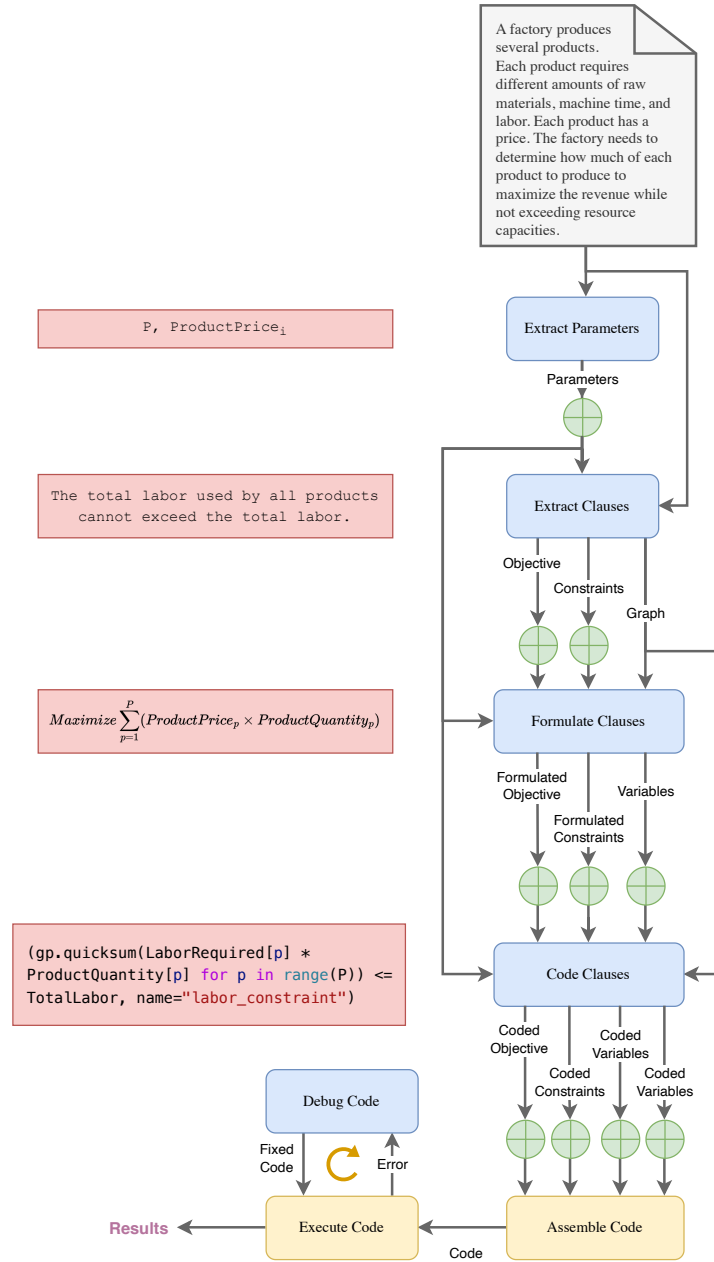 A factory produces
several products.
Each product requires
different amounts of raw
materials, machine time, and
labor. Each product has a
price. The factory needs to
determine how much of each
product to produce to
maximize the revenue while
not exceeding resource
capacities.
P, ProductPrice_i
Extract Parameters
Parameters
The total labor used by all products
cannot exceed the total labor.
Extract Clauses
Objective
Constraints
Graph
Maximize \sum_{p=1}^{P}(ProductPrice_p × ProductQuantity_p)
Formulate Clauses
Formulated
Objective
Formulated
Constraints
Variables
(gp.quicksum(LaborRequired[p] *
ProductQuantity[p] for p in range(P)) <=
TotalLabor, name="labor_constraint")
Code Clauses
Coded
Objective
Coded
Constraints
Coded
Variables
Coded
Variables
Debug Code
Fixed
Code
Error
Results
Execute Code
Code
Assemble Code